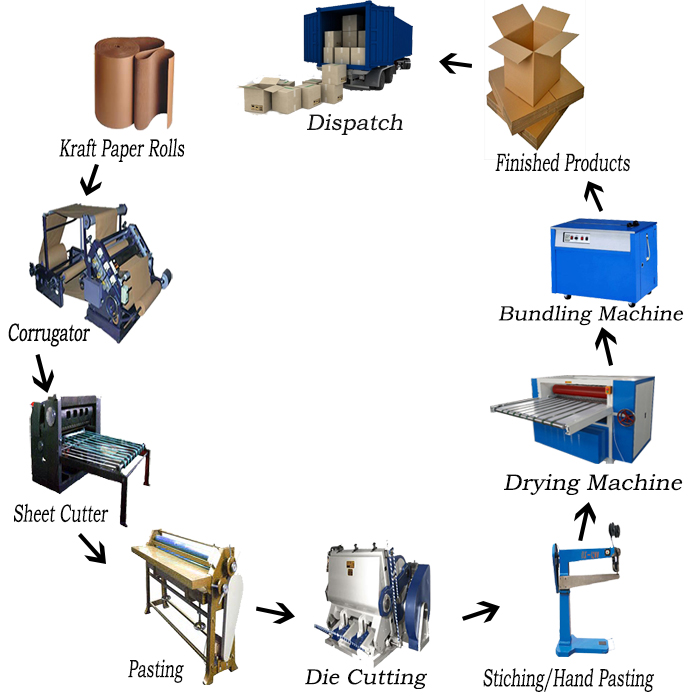 Kraft Paper Rolls
Corrugator
Sheet Cutter
Pasting
Die Cutting
Stiching/Hand Pasting
Drying Machine
Bundling Machine
Finished Products
Dispatch